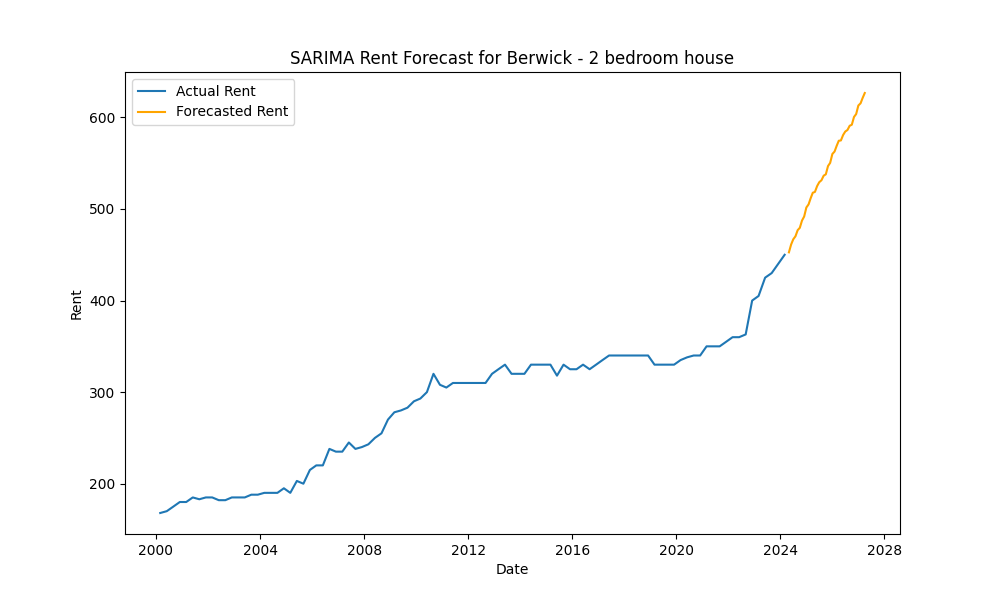 SARIMA Rent Forecast for Berwick - 2 bedroom house
Actual Rent
Forecasted Rent
600
500
400
300
200
Rent
2000 2004 2008 2012 2016 2020 2024 2028
Date